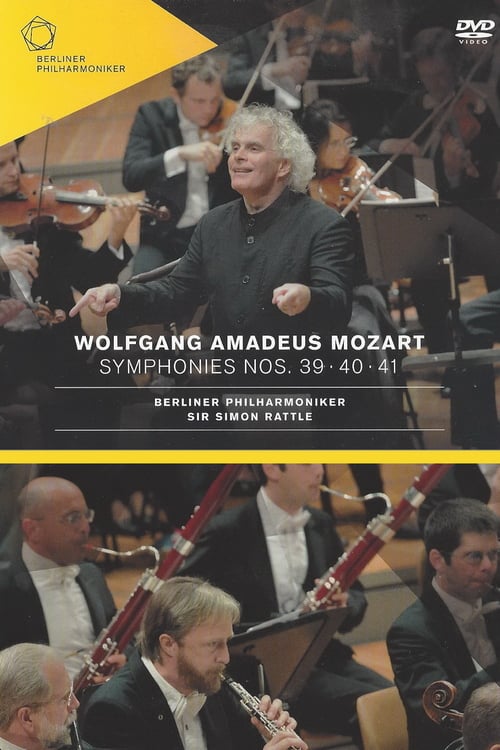 BERLINER
PHILHARMONIKER
DVD
VIDEO
WOLFGANG AMADEUS MOZART
SYMPHONIES NOS. 39 · 40 · 41
BERLINER PHILHARMONIKER
SIR SIMON RATTLE